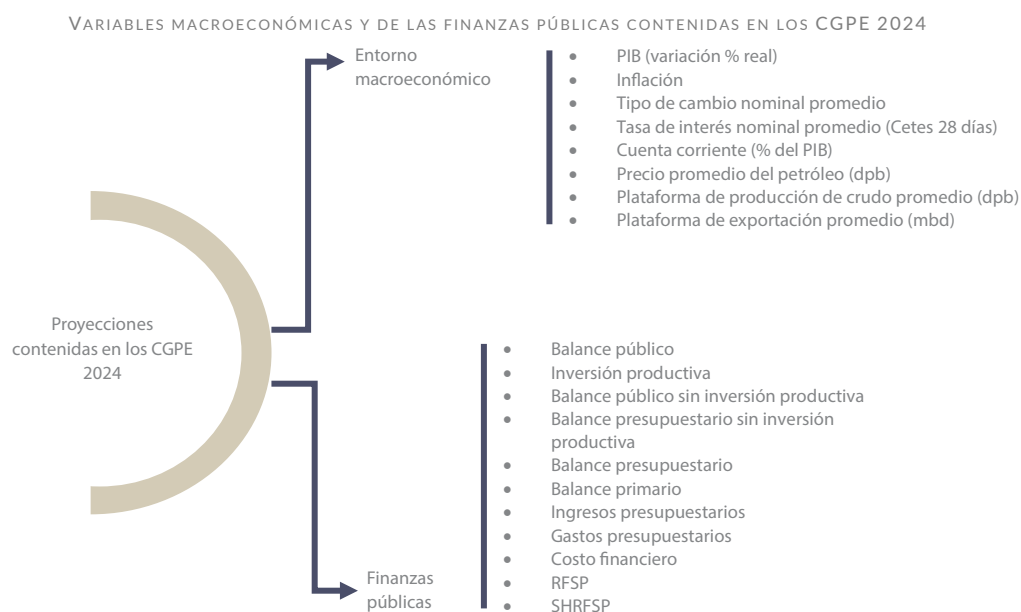 VARIABLES MACROECONÓMICAS Y DE LAS FINANZAS PÚBLICAS CONTENIDAS EN LOS CGPE 2024
Proyecciones
contenidas en los CGPE
2024
Entorno
macroeconómico
• PIB (variación % real)
• Inflación
• Tipo de cambio nominal promedio
• Tasa de interés nominal promedio (Cetes 28 días)
• Cuenta corriente (% del PIB)
• Precio promedio del petróleo (dpb)
• Plataforma de producción de crudo promedio (dpb)
• Plataforma de exportación promedio (mbd)
Finanzas
públicas
• Balance público
• Inversión productiva
• Balance público sin inversión productiva
• Balance presupuestario sin inversión
productiva
• Balance presupuestario
• Balance primario
• Ingresos presupuestarios
• Gastos presupuestarios
• Costo financiero
• RFSP
• SHRFSP